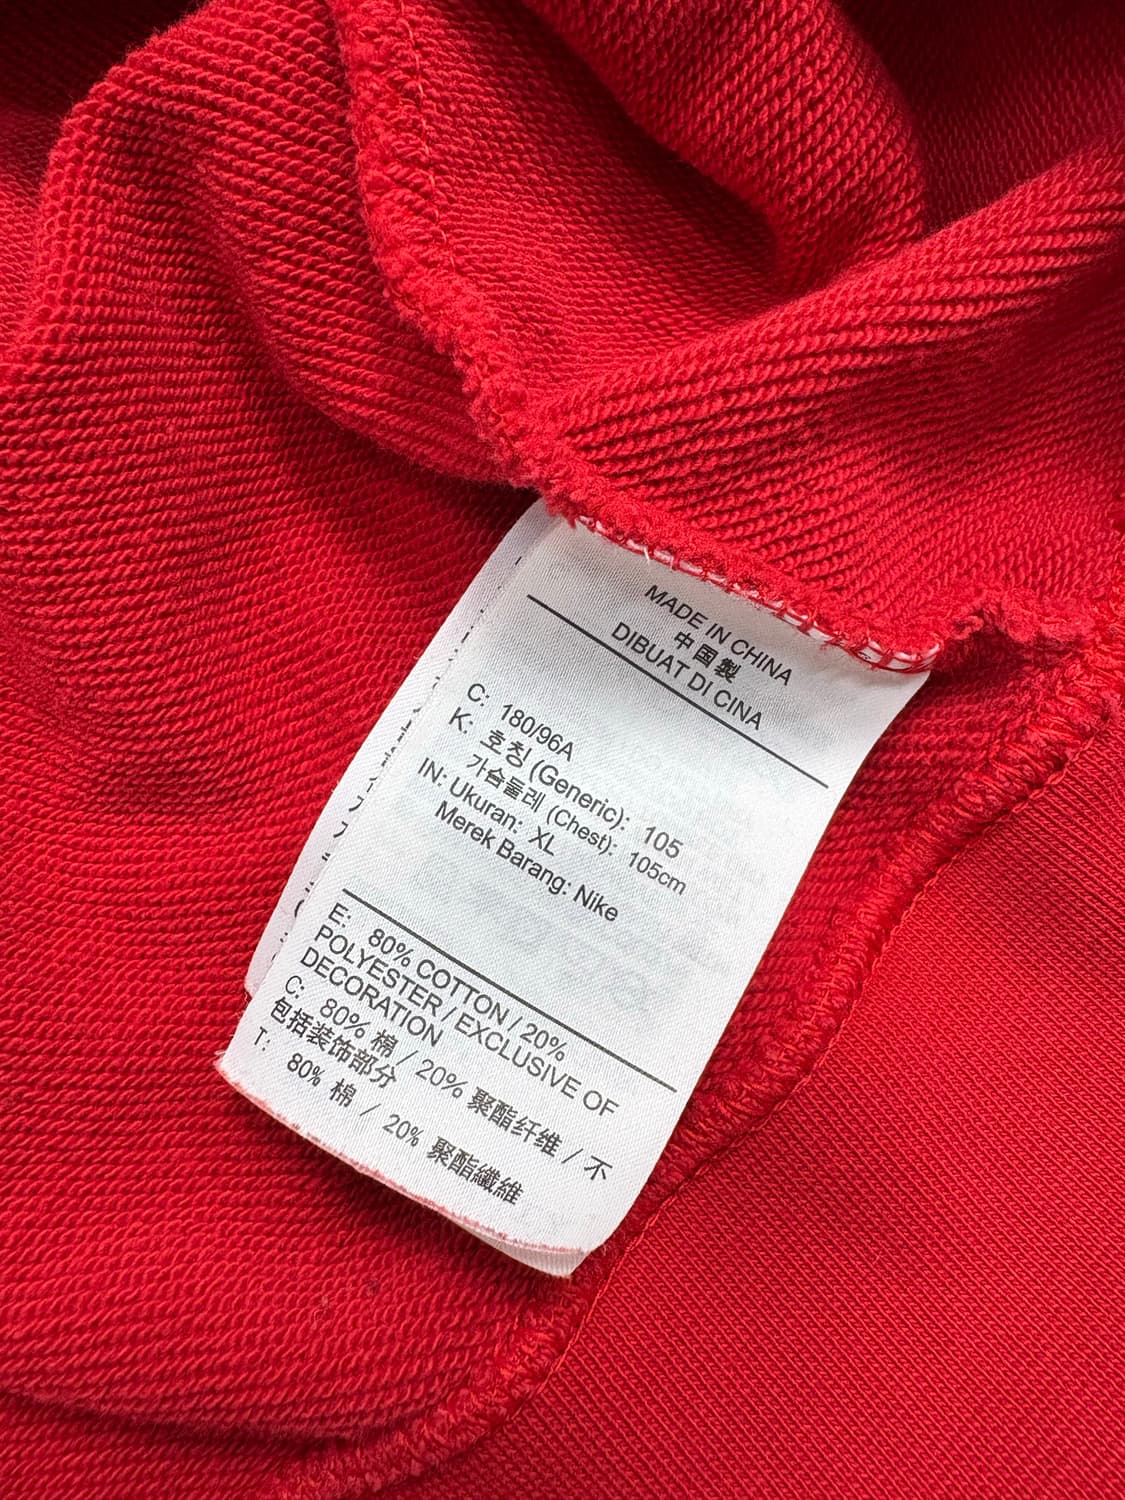 MADE IN CHINA
中国製
DIBUAT DI CINA
C: 180/96A
K: 호칭 (Generic): 105
가슴둘레 (Chest): 105cm
IN: Ukuran: XL
Merek Barang: Nike
E: 80% COTTON / 20%
POLYESTER / EXCLUSIVE OF
DECORATION
C: 80% 棉 / 20% 聚酯纤维 / 不
包括装饰部分
T: 80% 棉 / 20% 聚酯纖維